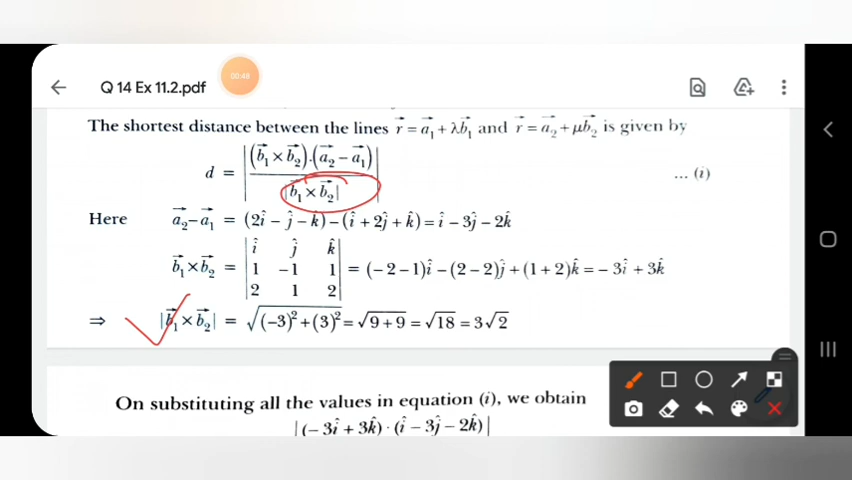 Q 14 Ex 11.2.pdf
00:48
The shortest distance between the lines r⃗ = a⃗₁ + λb⃗₁ and r⃗ = a⃗₂ + μb⃗₂ is given by
d = |(b⃗₁ × b⃗₂).(a⃗₂ − a⃗₁) / |b⃗₁ × b⃗₂|| ... (i)
Here a⃗₂ − a⃗₁ = (2î − ĵ − k̂) − (î + 2ĵ + k̂) = î − 3ĵ − 2k̂
b⃗₁ × b⃗₂ = |î ĵ k̂; 1 −1 1; 2 1 2| = (−2−1)î − (2−2)ĵ + (1+2)k̂ = −3î + 3k̂
⇒ |b⃗₁ × b⃗₂| = √((−3)² + (3)²) = √(9+9) = √18 = 3√2
On substituting all the values in equation (i), we obtain
|(−3î + 3k̂) · (î − 3ĵ − 2k̂)|